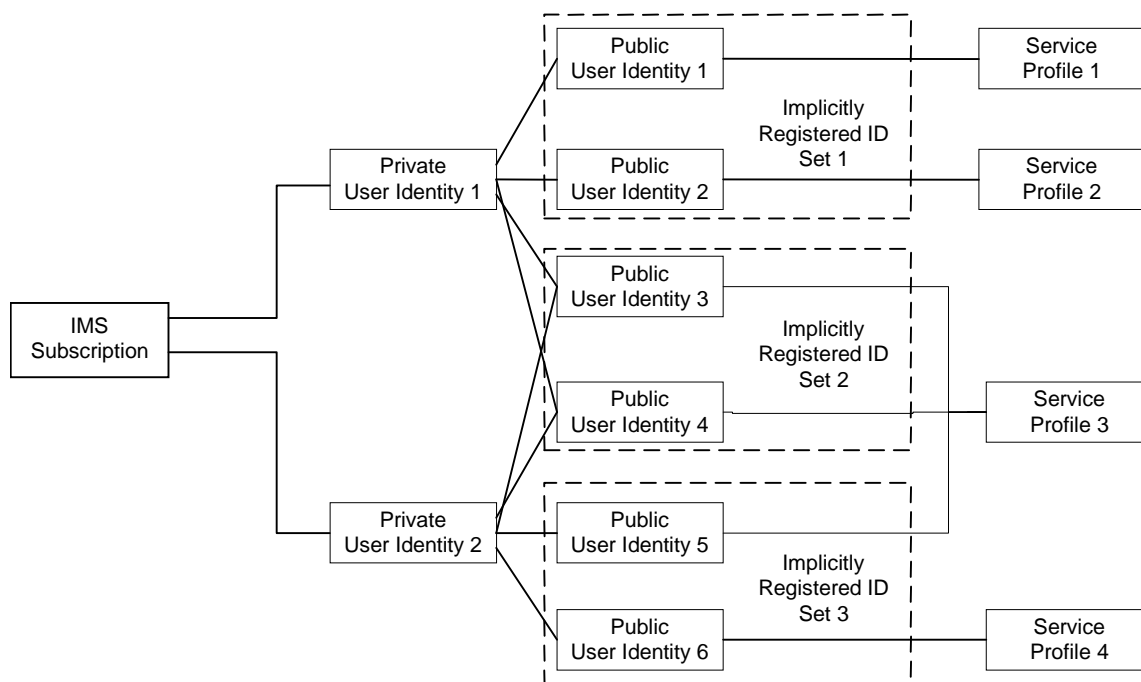 Public
User Identity 1
Service
Profile 1
Implicitly
Registered ID
Set 1
Private
User Identity 1
Public
User Identity 2
Service
Profile 2
Public
User Identity 3
IMS
Subscription
Implicitly
Registered ID
Set 2
Public
User Identity 4
Service
Profile 3
Private
User Identity 2
Public
User Identity 5
Implicitly
Registered ID
Set 3
Public
User Identity 6
Service
Profile 4